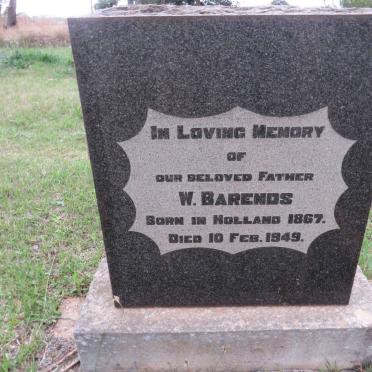 In Loving Memory
of
our beloved Father
W. Barends
Born in Holland 1867.
Died 10 Feb. 1949.